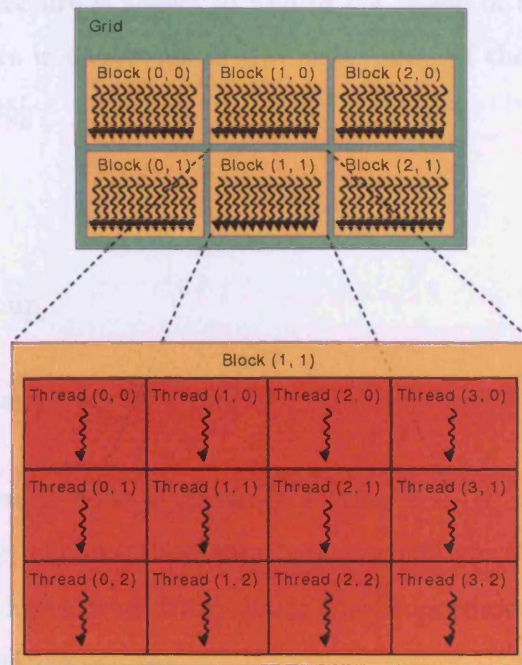 Grid
Block (0, 0) Block (1, 0) Block (2, 0)
Block (0, 1) Block (1, 1) Block (2, 1)
Block (1, 1)
Thread (0, 0) Thread (1, 0) Thread (2, 0) Thread (3, 0)
Thread (0, 1) Thread (1, 1) Thread (2, 1) Thread (3, 1)
Thread (0, 2) Thread (1, 2) Thread (2, 2) Thread (3, 2)